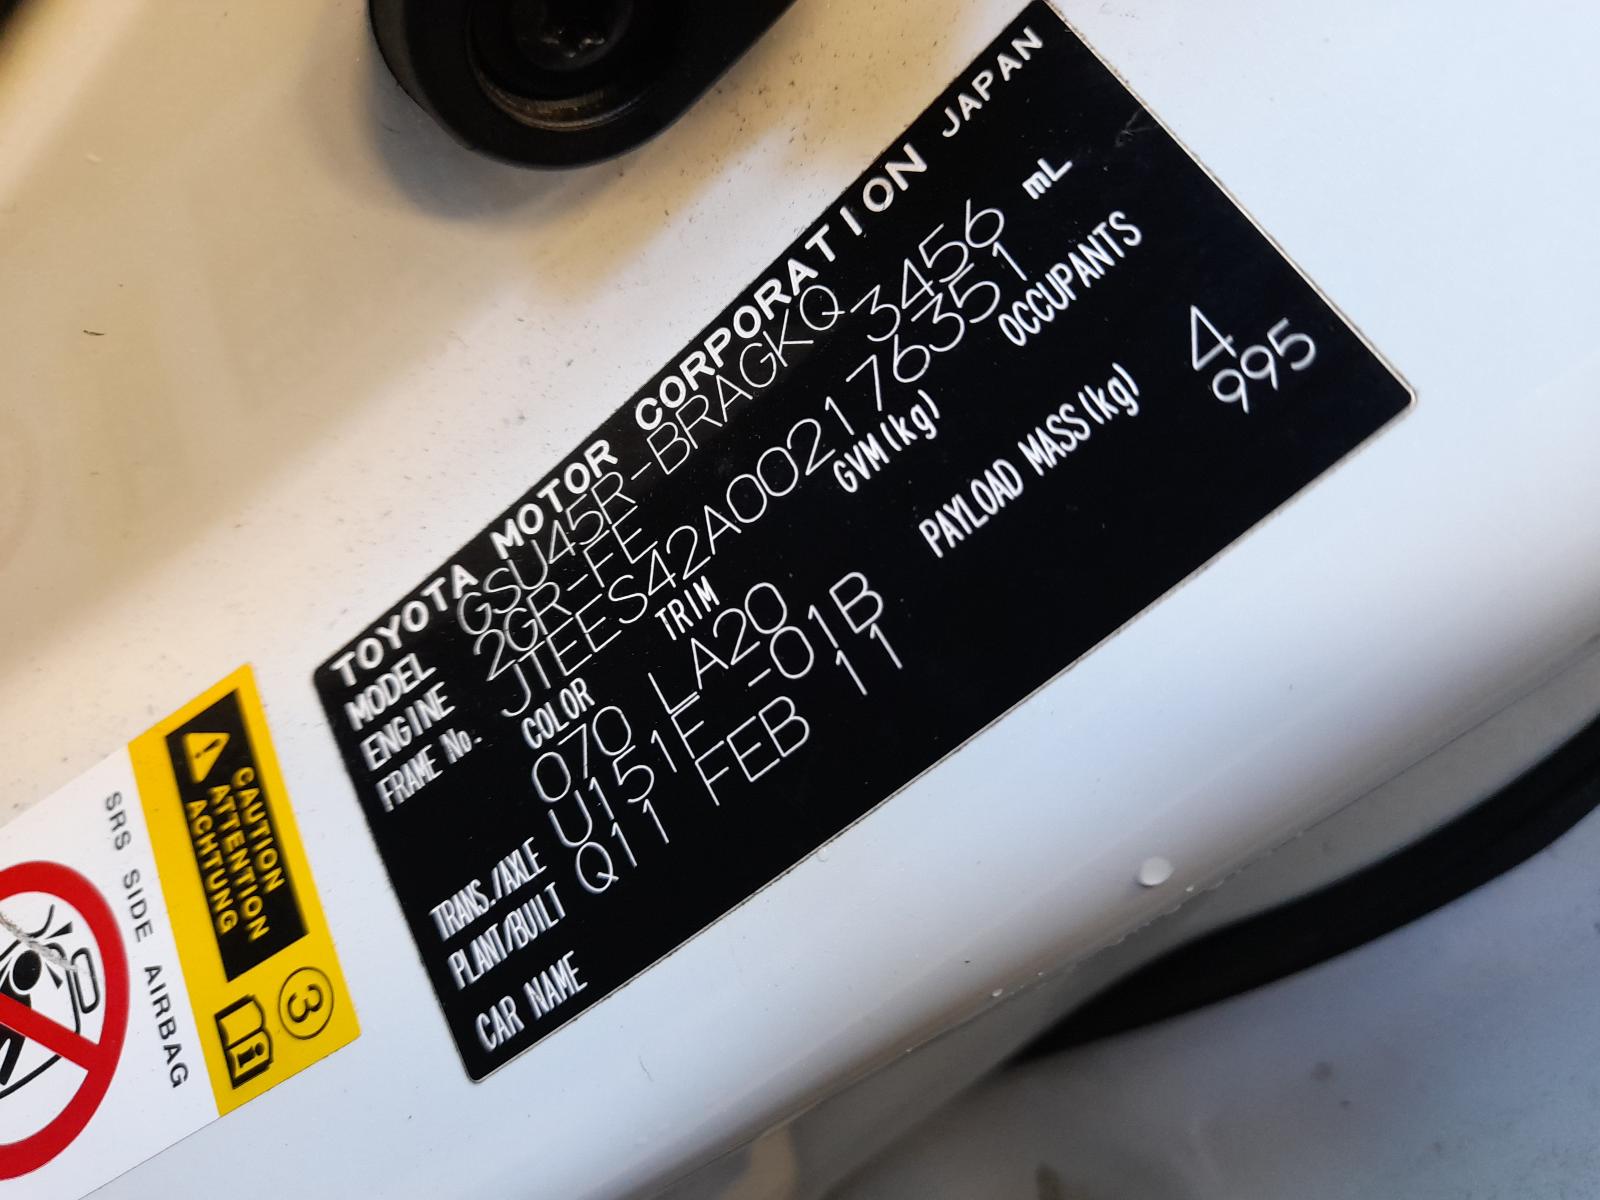 TOYOTA MOTOR CORPORATION JAPAN
MODEL GSU45R-BRAGKQ
ENGINE 2GR-FE 3456 mL
FRAME No. JTEES42A002176351
COLOR TRIM GVM(kg) OCCUPANTS
070 LA20 4
TRANS./AXLE U151F -01B PAYLOAD MASS(kg) 995
PLANT/BUILT Q11 FEB 11
CAR NAME
CAUTION
ATTENTION
ACHTUNG
3
SRS SIDE AIRBAG